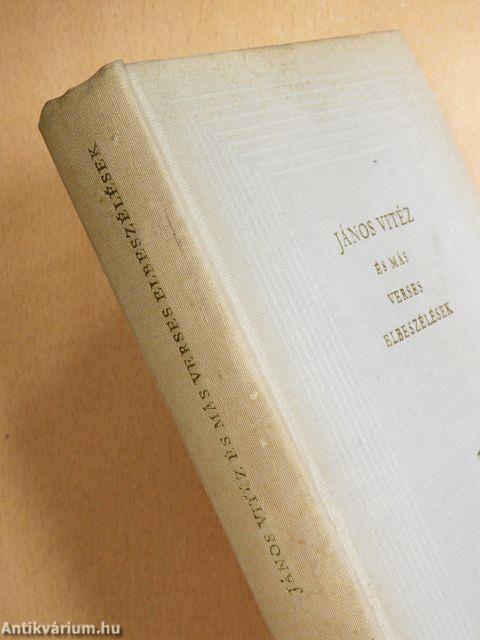 JÁNOS VITÉZ
ÉS MÁS
VERSES
ELBESZÉLÉSEK
JÁNOS VITÉZ ÉS MÁS VERSES ELBESZÉLÉSEK
Antikvárium.hu